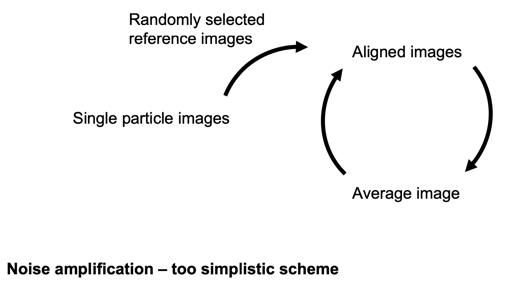 Randomly selected
reference images
Aligned images
Single particle images
Average image
Noise amplification – too simplistic scheme